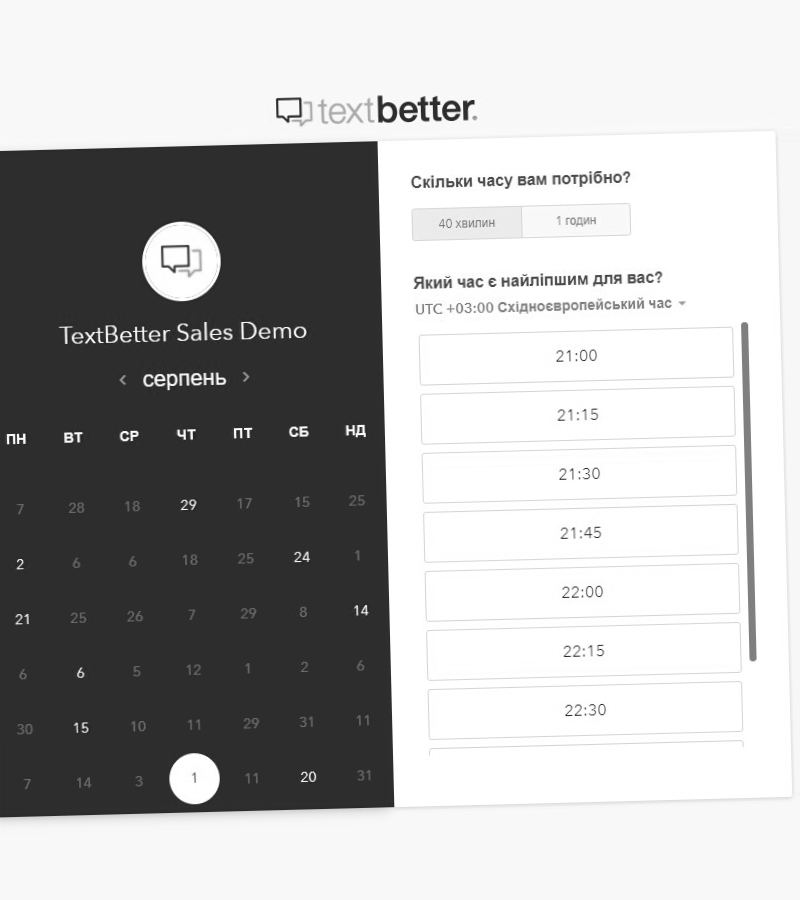 textbetter.
TextBetter Sales Demo
‹ серпень ›
ПН ВТ СР ЧТ ПТ СБ НД
7 28 18 29 17 15 25
2 6 6 18 25 24 1
21 25 26 7 29 8 14
6 6 5 12 1 2 6
30 15 10 11 29 31 11
7 14 3 1 11 20 31
Скільки часу вам потрібно?
40 хвилин 1 годин
Який час є найліпшим для вас?
UTC +03:00 Східноєвропейський час
21:00
21:15
21:30
21:45
22:00
22:15
22:30